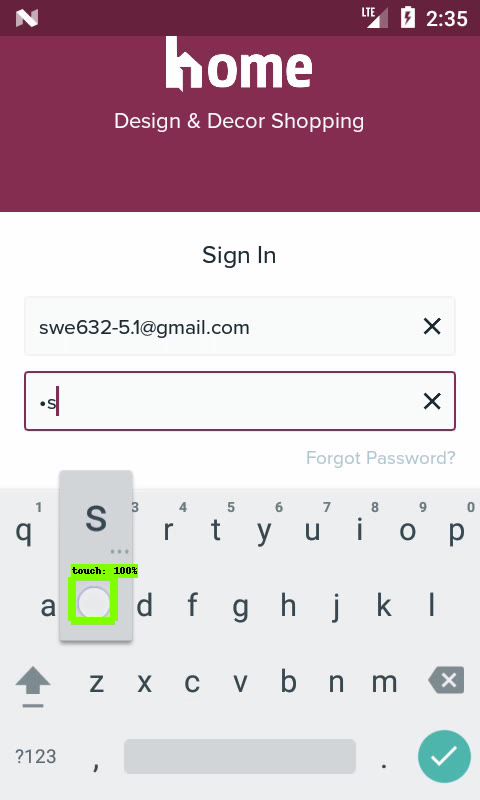 LTE 2:35
home
Design & Decor Shopping
Sign In
swe632-5.1@gmail.com
•s
Forgot Password?
1 3 4 5 6 7 8 9 0
q s r t y u i o p
touch: 100%
a d f g h j k l
z x c v b n m
?123 , .